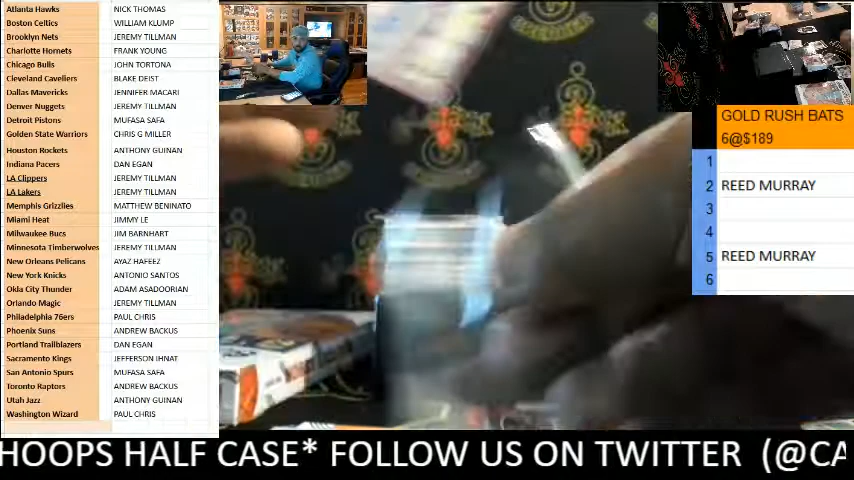 Atlanta Hawks NICK THOMAS
Boston Celtics WILLIAM KLUMP
Brooklyn Nets JEREMY TILLMAN
Charlotte Hornets FRANK YOUNG
Chicago Bulls JOHN TORTONA
Cleveland Cavaliers BLAKE DEIST
Dallas Mavericks JENNIFER MACARI
Denver Nuggets JEREMY TILLMAN
Detroit Pistons MUFASA SAFA
Golden State Warriors CHRIS G MILLER
Houston Rockets ANTHONY GUINAN
Indiana Pacers DAN EGAN
LA Clippers JEREMY TILLMAN
LA Lakers JEREMY TILLMAN
Memphis Grizzlies MATTHEW BENINATO
Miami Heat JIMMY LE
Milwaukee Bucs JIM BARNHART
Minnesota Timberwolves JEREMY TILLMAN
New Orleans Pelicans AYAZ HAFEEZ
New York Knicks ANTONIO SANTOS
Okla City Thunder ADAM ASADOORIAN
Orlando Magic JEREMY TILLMAN
Philadelphia 76ers PAUL CHRIS
Phoenix Suns ANDREW BACKUS
Portland Trailblazers DAN EGAN
Sacramento Kings JEFFERSON IHNAT
San Antonio Spurs MUFASA SAFA
Toronto Raptors ANDREW BACKUS
Utah Jazz ANTHONY GUINAN
Washington Wizard PAUL CHRIS
GOLD RUSH BATS
6@$189
1
2 REED MURRAY
3
4
5 REED MURRAY
6
HOOPS HALF CASE* FOLLOW US ON TWITTER (@CA